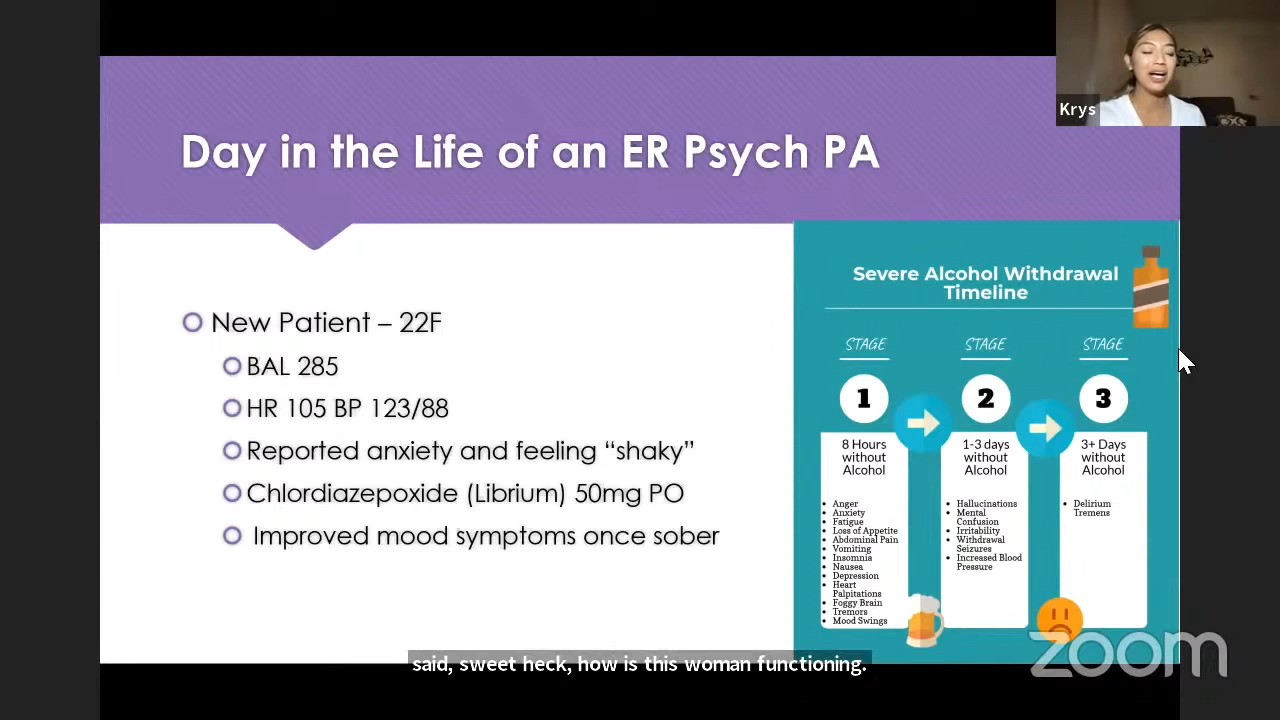 Krys
Day in the Life of an ER Psych PA
New Patient – 22F
BAL 285
HR 105 BP 123/88
Reported anxiety and feeling “shaky”
Chlordiazepoxide (Librium) 50mg PO
Improved mood symptoms once sober
Severe Alcohol Withdrawal
Timeline
STAGE
1
8 Hours
without
Alcohol
Anger
Anxiety
Fatigue
Loss of Appetite
Abdominal Pain
Vomiting
Insomnia
Nausea
Depression
Heart
Palpitations
Foggy Brain
Tremors
Mood Swings
STAGE
2
1-3 days
without
Alcohol
Hallucinations
Mental
Confusion
Irritability
Withdrawal
Seizures
Increased Blood
Pressure
STAGE
3
3+ Days
without
Alcohol
Delirium
Tremens
zoom
said, sweet heck, how is this woman functioning.